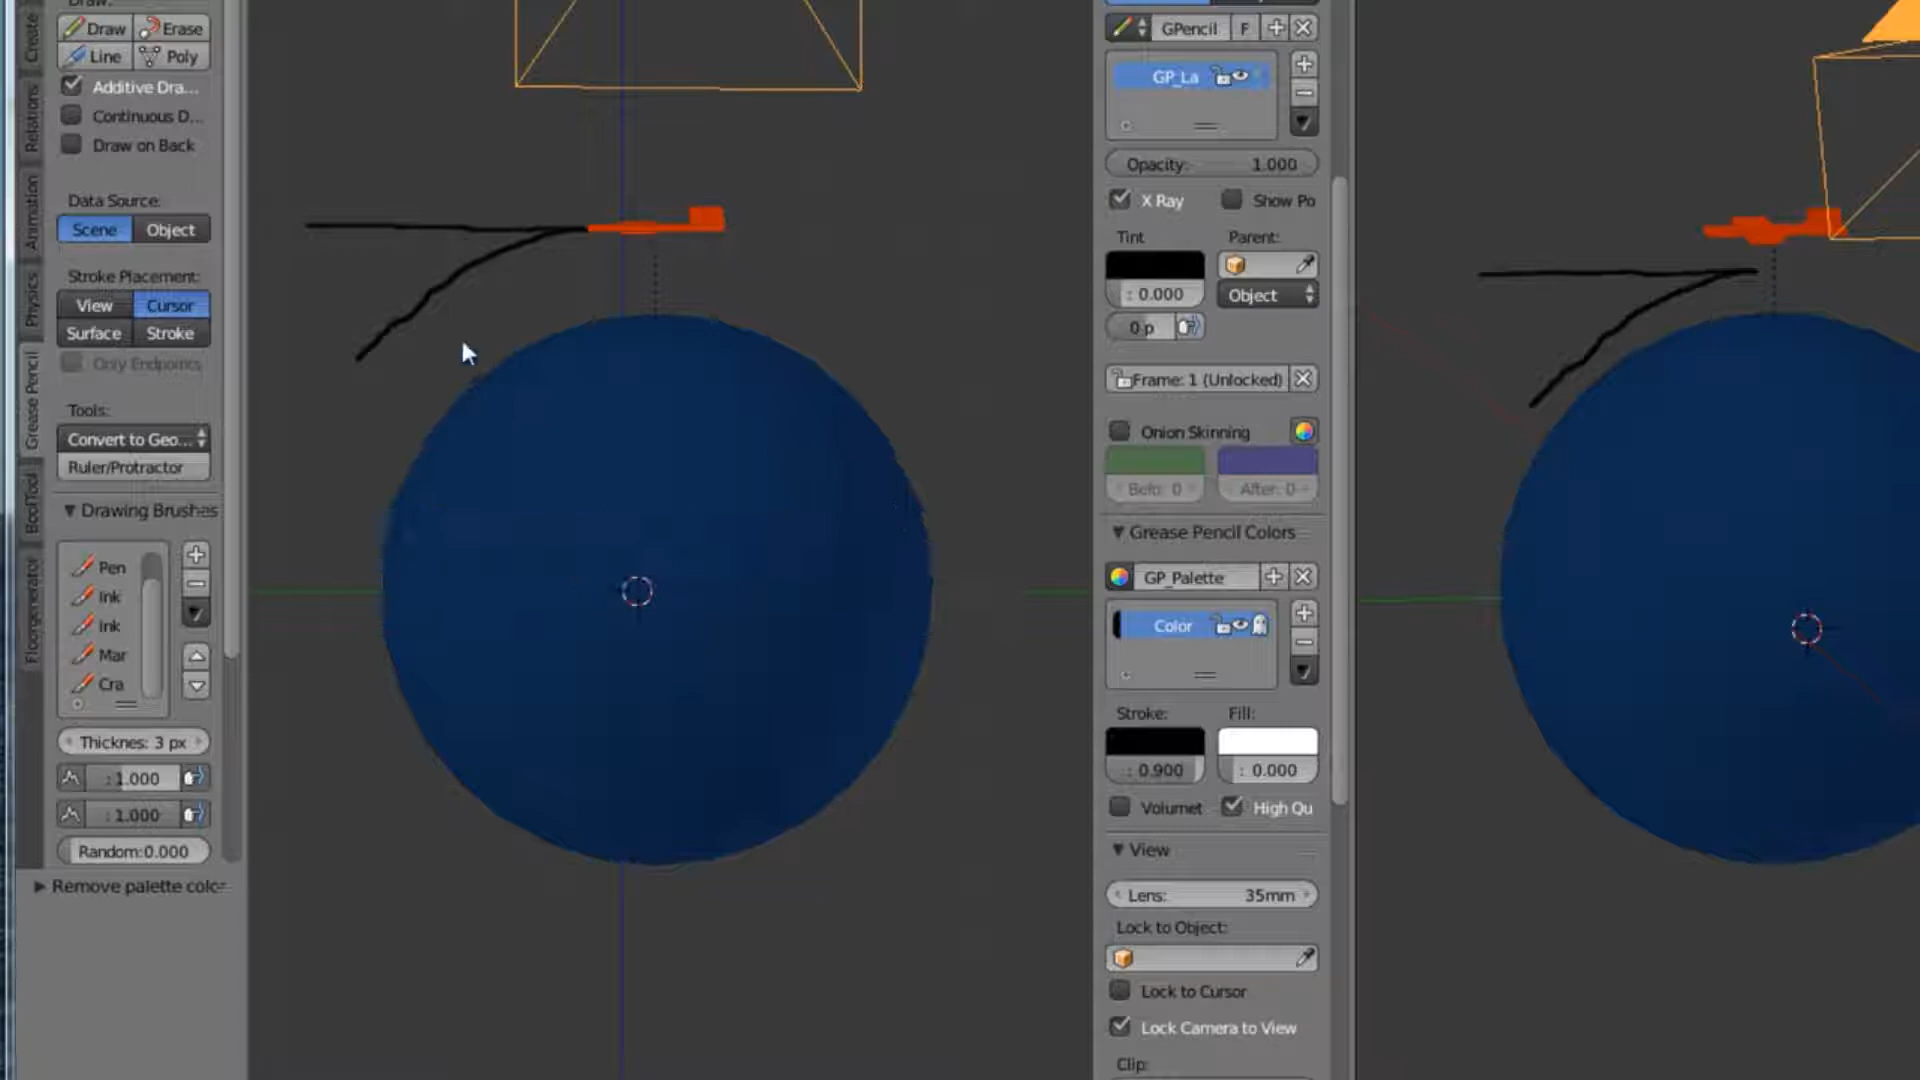 Draw:
Draw
Erase
Line
Poly
Additive Dra...
Continuous D...
Draw on Back
Data Source:
Scene
Object
Stroke Placement:
View
Cursor
Surface
Stroke
Only Endpoints
Tools:
Convert to Geo...
Ruler/Protractor
Drawing Brushes
Pen
Ink
Ink
Mar
Cra
Thicknes: 3 px
: 1.000
: 1.000
Random:0.000
Remove palette color
Create
Relations
Animation
Physics
Grease Pencil
BoolTool
Floorgenerator
GPencil
F
GP_La
Opacity: 1.000
X Ray
Show Po
Tint
Parent:
: 0.000
Object
0 p
Frame: 1 (Unlocked)
Onion Skinning
Befo: 0
After: 0
Grease Pencil Colors
GP_Palette
Color
Stroke:
Fill:
: 0.900
: 0.000
Volumet
High Qu
View
Lens: 35mm
Lock to Object:
Lock to Cursor
Lock Camera to View
Clip: